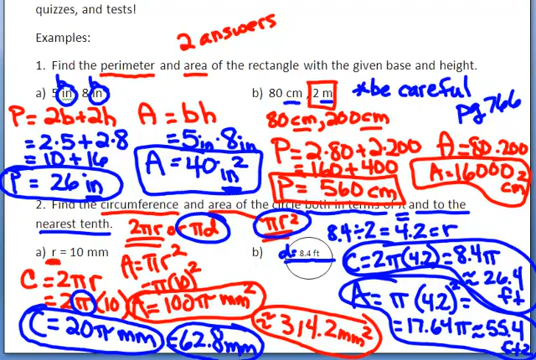 quizzes, and tests!
Examples:
2 answers
1. Find the perimeter and area of the rectangle with the given base and height.
a) 5 in, 8 in
b h
P = 2b + 2h
= 2·5 + 2·8
= 10 + 16
P = 26 in
A = bh
= 5in · 8in
A = 40 in²
b) 80 cm, 2 m
*be careful
pg 766
80 cm, 200 cm
P = 2·80 + 2·200
= 160 + 400
P = 560 cm
A = 80·200
A = 16000 cm²
2. Find the circumference and area of the circle both in terms of π and to the
nearest tenth.
2πr or πd
πr²
a) r = 10 mm
C = 2πr
= 2π(10)
C = 20π mm
≈ 62.8 mm
A = πr²
= π(10)²
A = 100π mm²
≈ 314.2 mm²
b) d = 8.4 ft
8.4 ÷ 2 = 4.2 = r
C = 2π(4.2) = 8.4π
≈ 26.4 ft
A = π(4.2)² =
= 17.64π ≈ 55.4 ft²